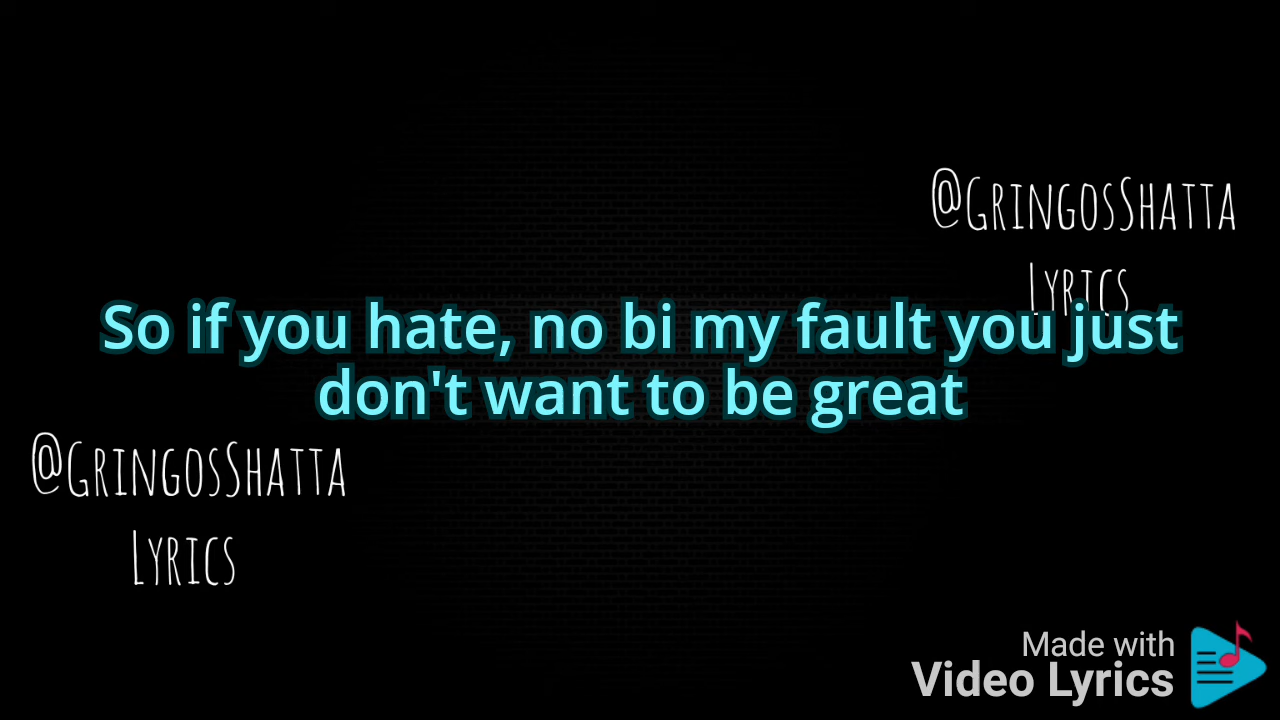 @GringosShatta
Lyrics
So if you hate, no bi my fault you just
don't want to be great
@GringosShatta
Lyrics
Made with
Video Lyrics